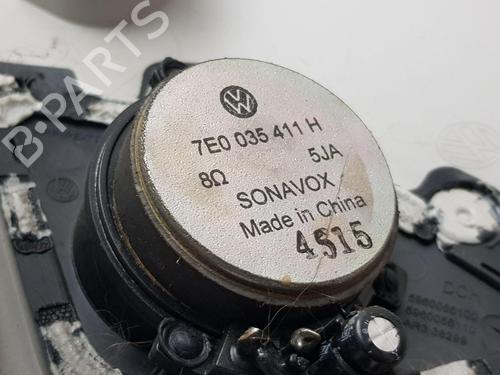 B-PARTS
VW
7E0 035 411 H
8Ω 5JA
SONAVOX
Made in China
4515